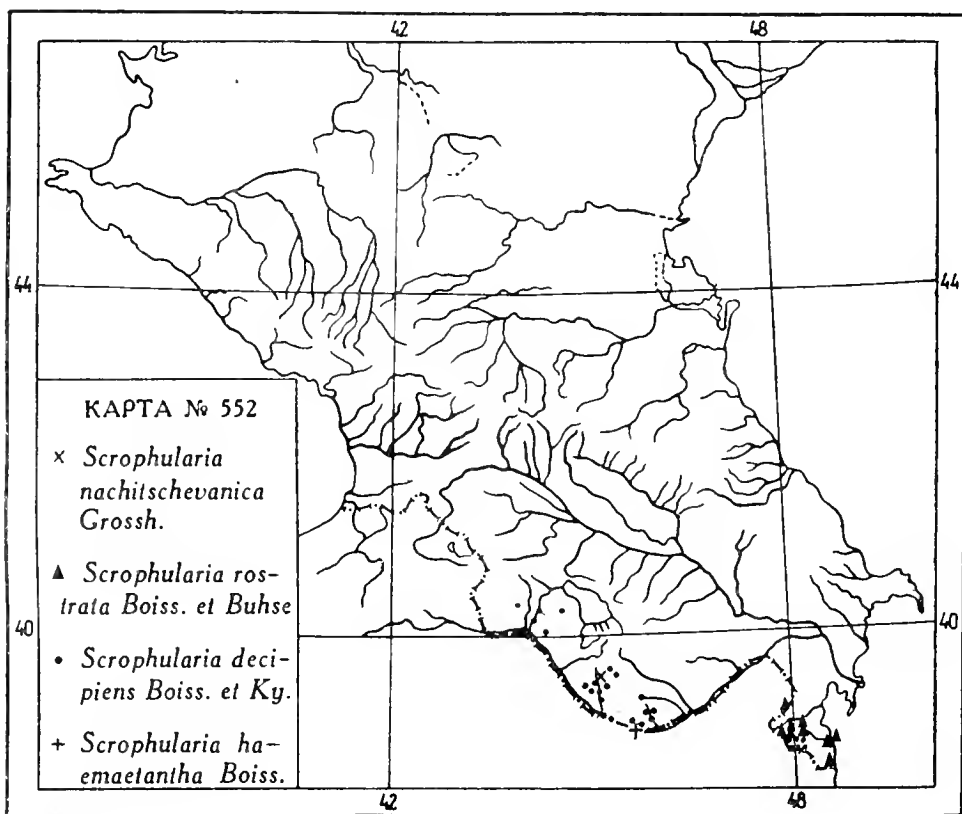 42 48
44 44
КАРТА № 552
× Scrophularia
nachitschevanica
Grossh.
▲ Scrophularia ros-
trata Boiss. et Buhse
40 40
• Scrophularia deci-
piens Boiss. et Ky.
+ Scrophularia ha-
emaetantha Boiss.
42 48